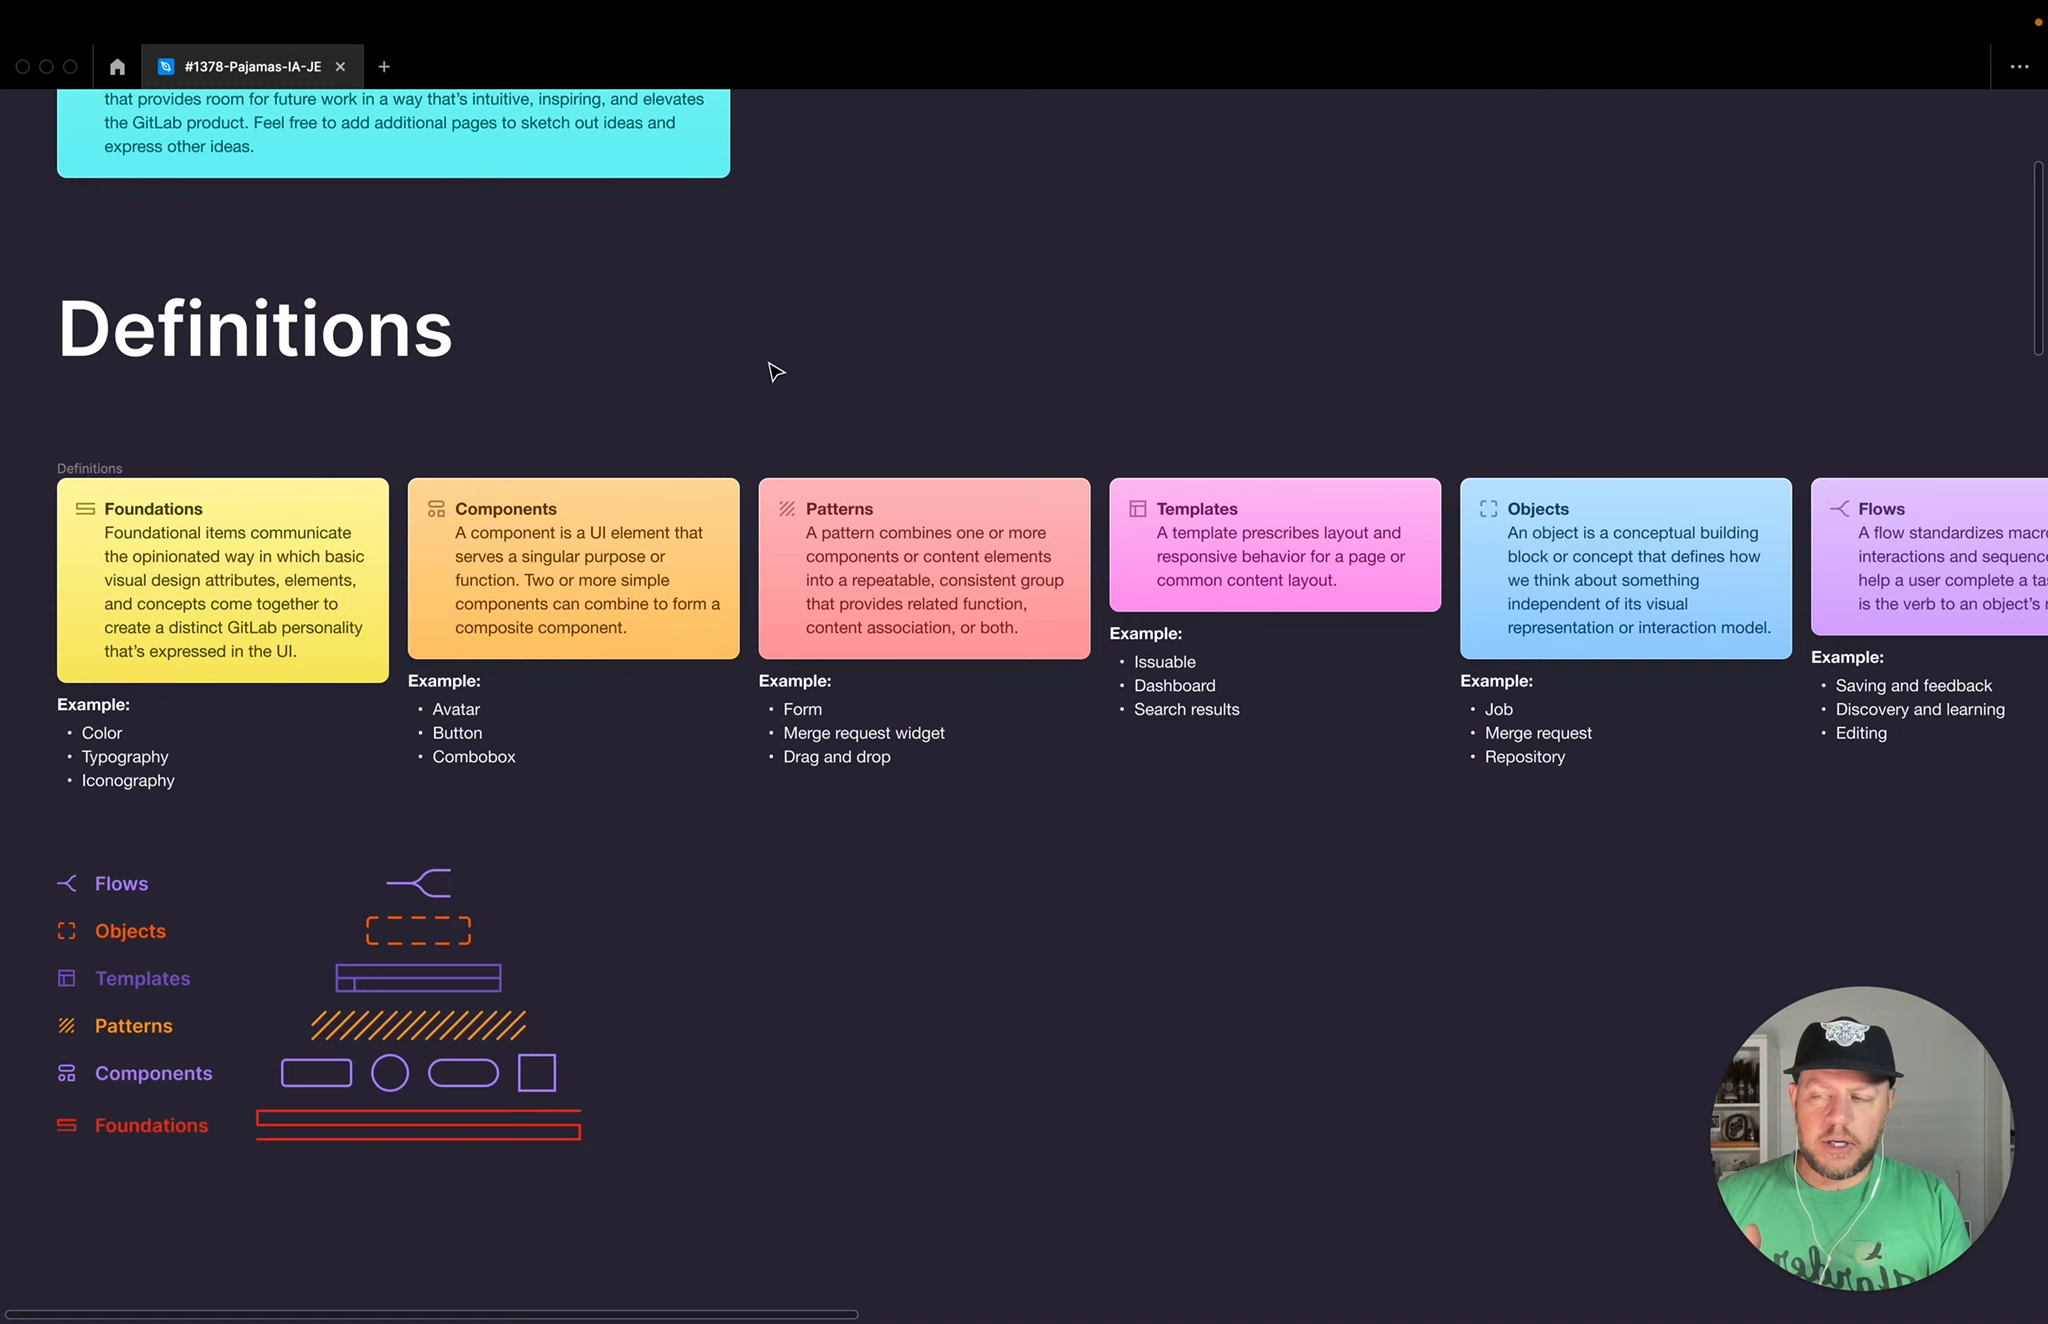 #1378-Pajamas-IA-JE
that provides room for future work in a way that’s intuitive, inspiring, and elevates
the GitLab product. Feel free to add additional pages to sketch out ideas and
express other ideas.
Definitions
Definitions
Foundations
Foundational items communicate
the opinionated way in which basic
visual design attributes, elements,
and concepts come together to
create a distinct GitLab personality
that’s expressed in the UI.
Example:
• Color
• Typography
• Iconography
Components
A component is a UI element that
serves a singular purpose or
function. Two or more simple
components can combine to form a
composite component.
Example:
• Avatar
• Button
• Combobox
Patterns
A pattern combines one or more
components or content elements
into a repeatable, consistent group
that provides related function,
content association, or both.
Example:
• Form
• Merge request widget
• Drag and drop
Templates
A template prescribes layout and
responsive behavior for a page or
common content layout.
Example:
• Issuable
• Dashboard
• Search results
Objects
An object is a conceptual building
block or concept that defines how
we think about something
independent of its visual
representation or interaction model.
Example:
• Job
• Merge request
• Repository
Flows
A flow standardizes macro
interactions and sequence
help a user complete a ta
is the verb to an object’s
Example:
• Saving and feedback
• Discovery and learning
• Editing
Flows
Objects
Templates
Patterns
Components
Foundations